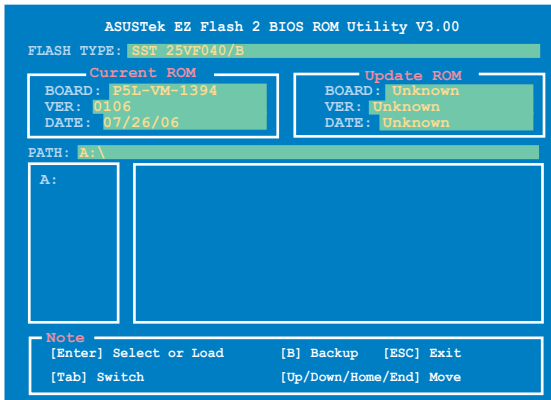 ASUSTek EZ Flash 2 BIOS ROM Utility V3.00
FLASH TYPE: SST 25VF040/B
Current ROM
BOARD: P5L-VM-1394
VER: 0106
DATE: 07/26/06
Update ROM
BOARD: Unknown
VER: Unknown
DATE: Unknown
PATH: A:\
A:
Note
[Enter] Select or Load [B] Backup [ESC] Exit
[Tab] Switch [Up/Down/Home/End] Move